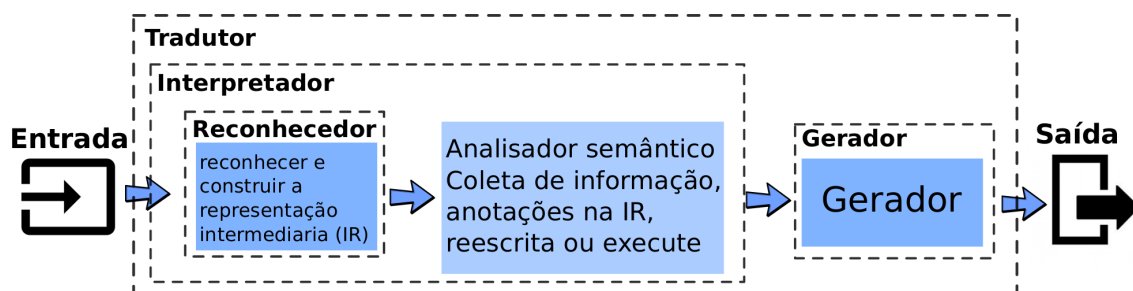 Tradutor
Interpretador
Entrada
Reconhecedor
reconhecer e
construir a
representação
intermediaria (IR)
Analisador semântico
Coleta de informação,
anotações na IR,
reescrita ou execute
Gerador
Gerador
Saída